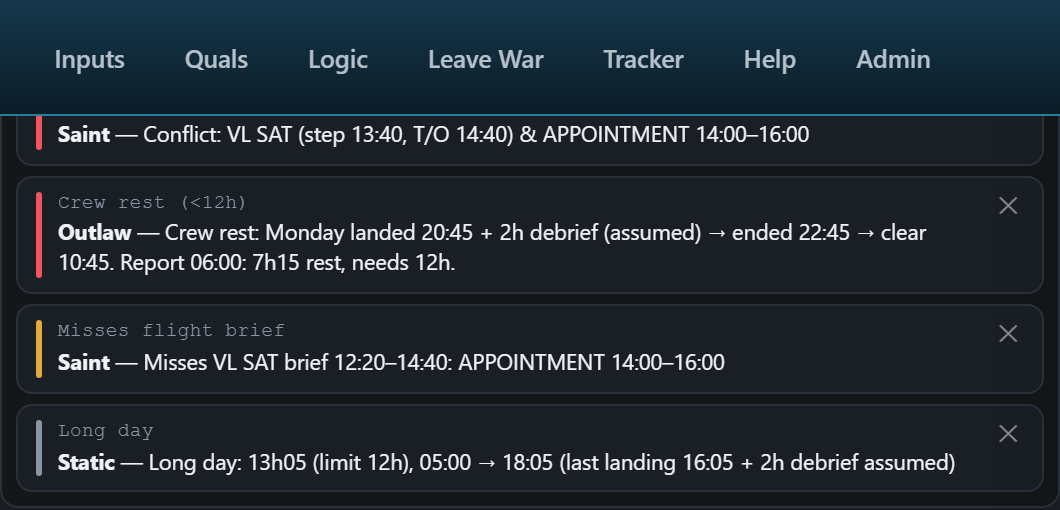 Inputs Quals Logic Leave War Tracker Help Admin
Saint — Conflict: VL SAT (step 13:40, T/O 14:40) & APPOINTMENT 14:00–16:00
Crew rest (<12h)
Outlaw — Crew rest: Monday landed 20:45 + 2h debrief (assumed) → ended 22:45 → clear
10:45. Report 06:00: 7h15 rest, needs 12h.
Misses flight brief
Saint — Misses VL SAT brief 12:20–14:40: APPOINTMENT 14:00–16:00
Long day
Static — Long day: 13h05 (limit 12h), 05:00 → 18:05 (last landing 16:05 + 2h debrief assumed)